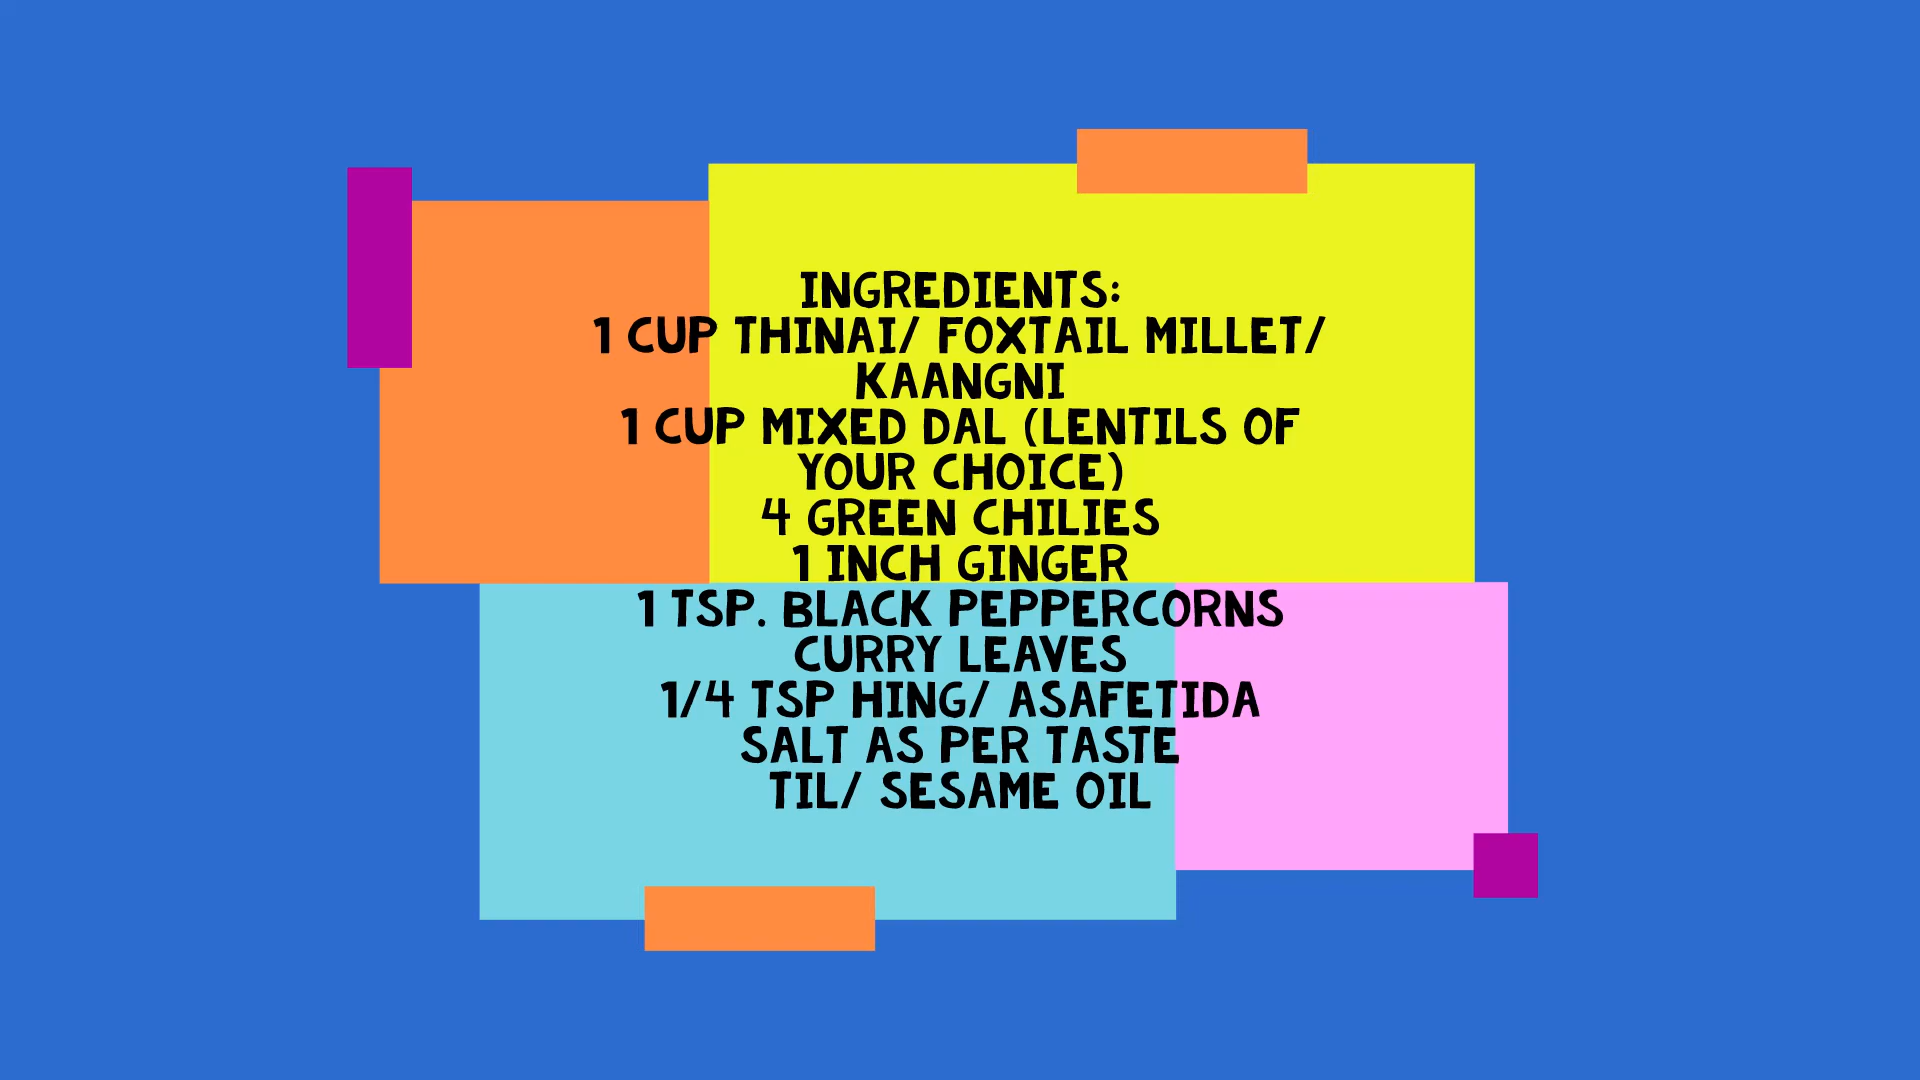 INGREDIENTS:
1 CUP THINAI/ FOXTAIL MILLET/
KAANGNI
1 CUP MIXED DAL (LENTILS OF
YOUR CHOICE)
4 GREEN CHILIES
1 INCH GINGER
1 TSP. BLACK PEPPERCORNS
CURRY LEAVES
1/4 TSP HING/ ASAFETIDA
SALT AS PER TASTE
TIL/ SESAME OIL